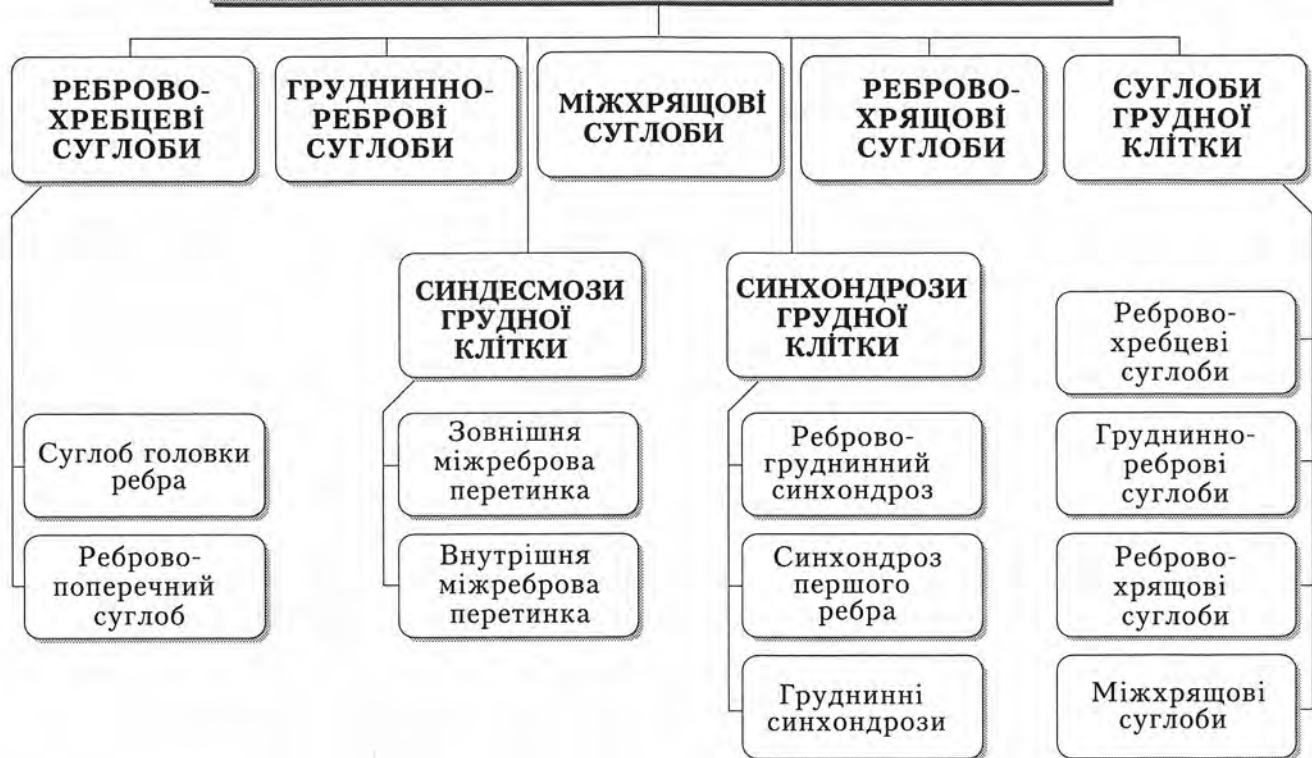 РЕБРОВО-
ХРЕБЦЕВІ
СУГЛОБИ
ГРУДНИННО-
РЕБРОВІ
СУГЛОБИ
МІЖХРЯЩОВІ
СУГЛОБИ
РЕБРОВО-
ХРЯЩОВІ
СУГЛОБИ
СУГЛОБИ
ГРУДНОЇ
КЛІТКИ
СИНДЕСМОЗИ
ГРУДНОЇ
КЛІТКИ
СИНХОНДРОЗИ
ГРУДНОЇ
КЛІТКИ
Суглоб головки
ребра
Реброво-
поперечний
суглоб
Зовнішня
міжреброва
перетинка
Внутрішня
міжреброва
перетинка
Реброво-
груднинний
синхондроз
Синхондроз
першого
ребра
Груднинні
синхондрози
Реброво-
хребцеві
суглоби
Груднинно-
реброві
суглоби
Реброво-
хрящові
суглоби
Міжхрящові
суглоби